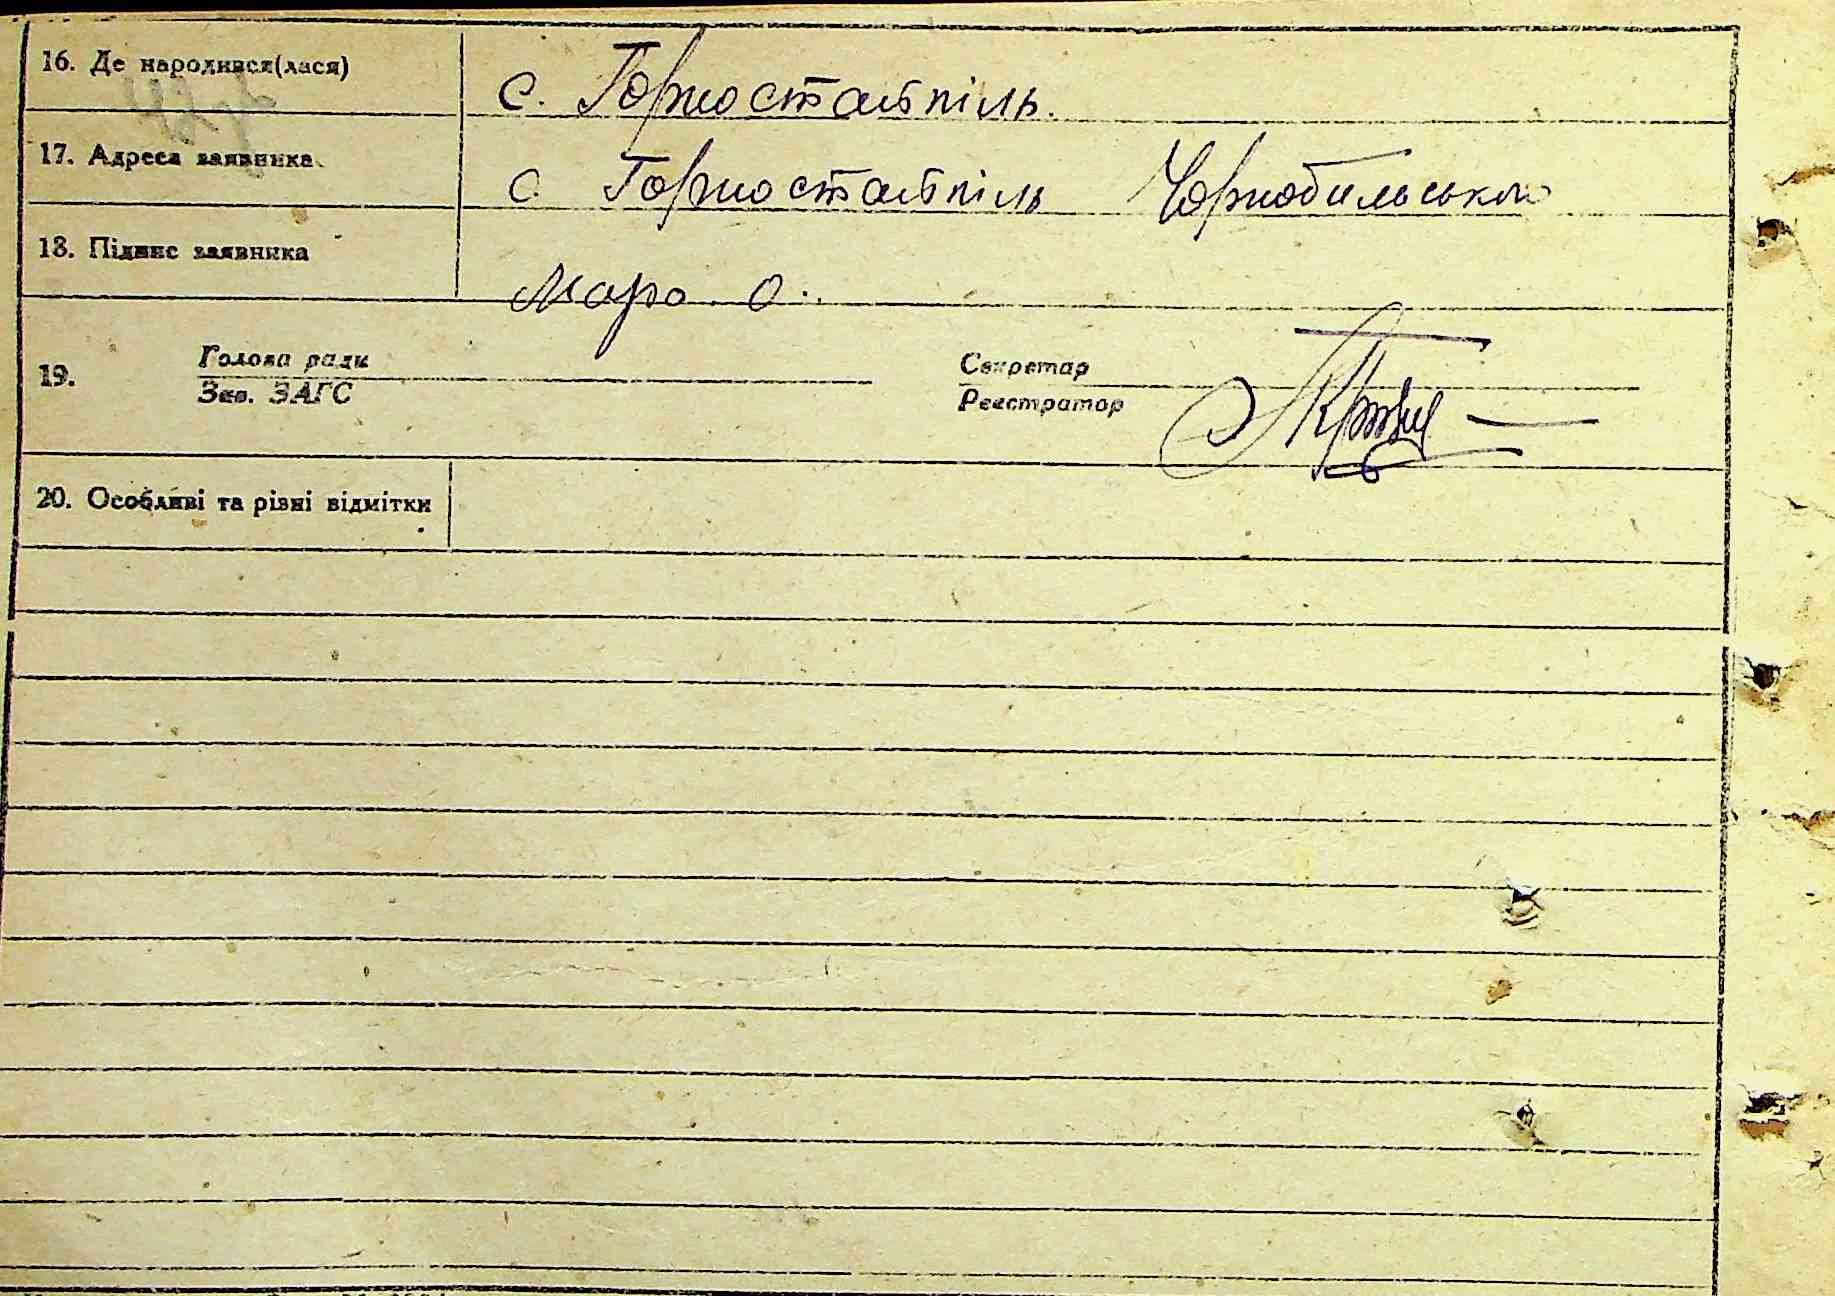 16. Де народився(лася)
с. Горностайпіль.
17. Адреса заявника
с. Горностайпіль Чорнобильського
18. Підпис заявника
Маро О.
19. Голова ради
Зав. ЗАГС
Секретар
Реєстратор
20. Особливі та різні відмітки